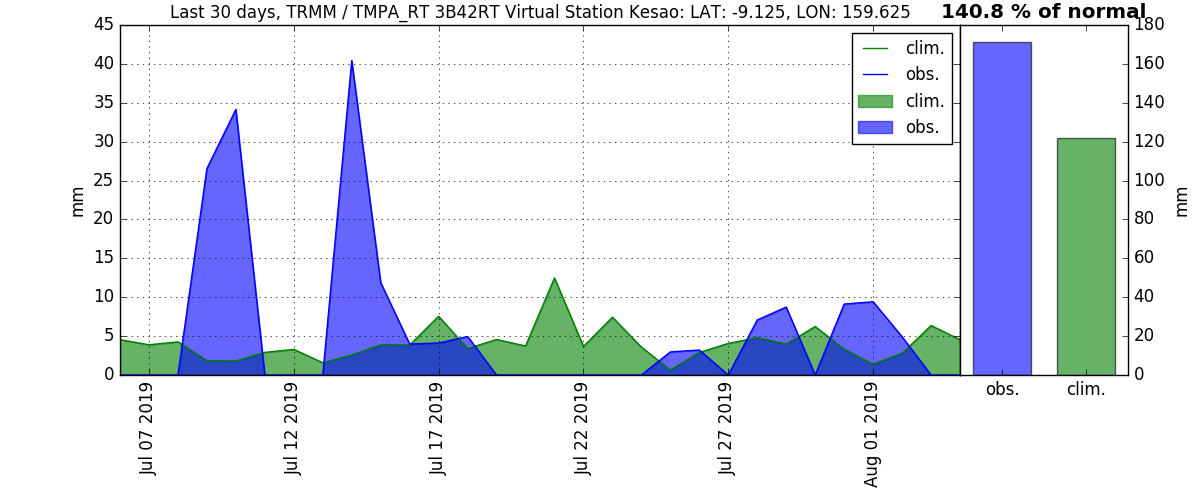 Last 30 days, TRMM / TMPA_RT 3B42RT Virtual Station Kesao: LAT: -9.125, LON: 159.625
140.8 % of normal
45
40
35
30
25
20
15
10
5
0
mm
clim.
obs.
clim.
obs.
180
160
140
120
100
80
60
40
20
0
mm
obs.
clim.
Jul 07 2019
Jul 12 2019
Jul 17 2019
Jul 22 2019
Jul 27 2019
Aug 01 2019